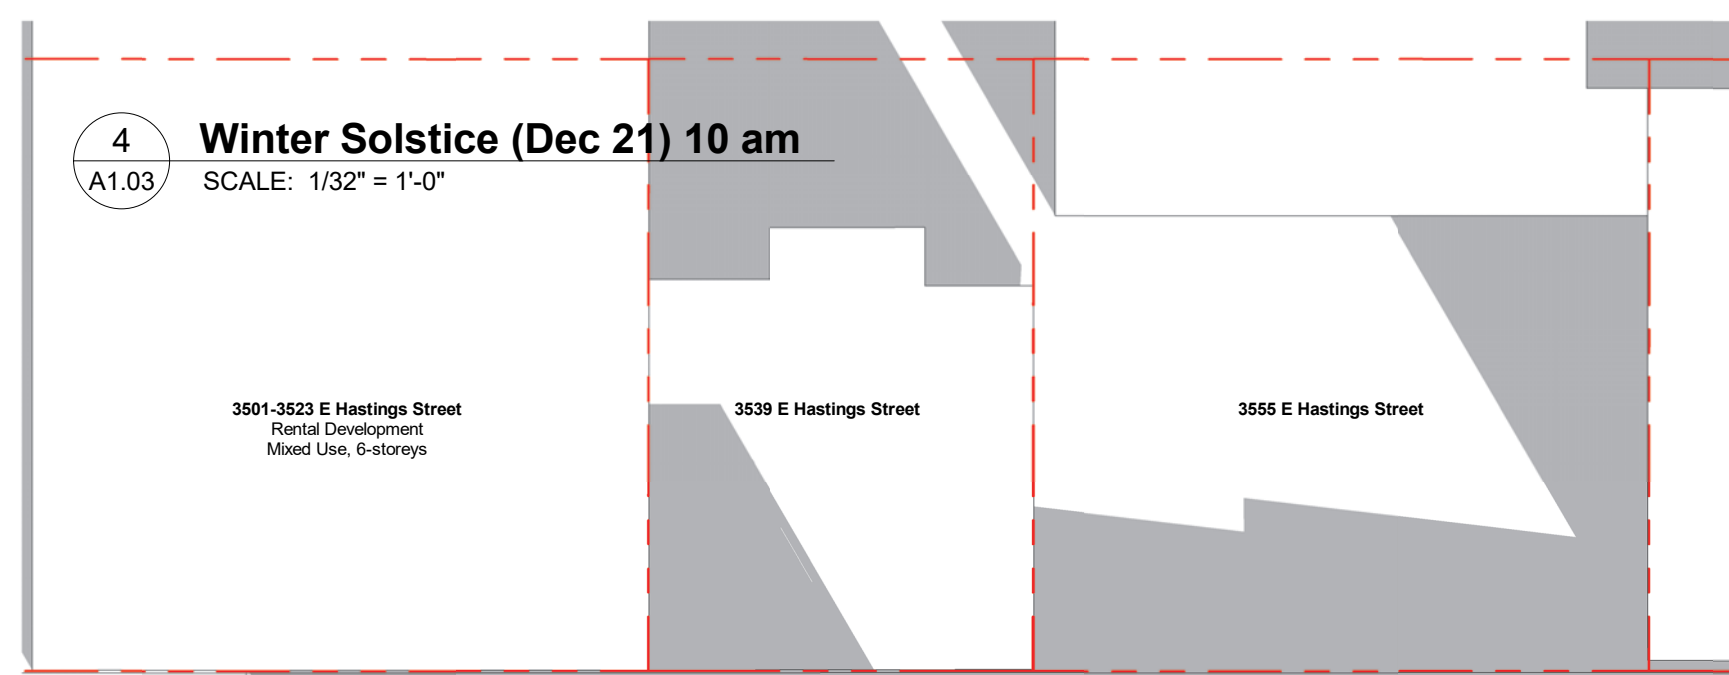 4
A1.03
Winter Solstice (Dec 21) 10 am
SCALE: 1/32" = 1'-0"
3501-3523 E Hastings Street
Rental Development
Mixed Use, 6-storeys
3539 E Hastings Street
3555 E Hastings Street